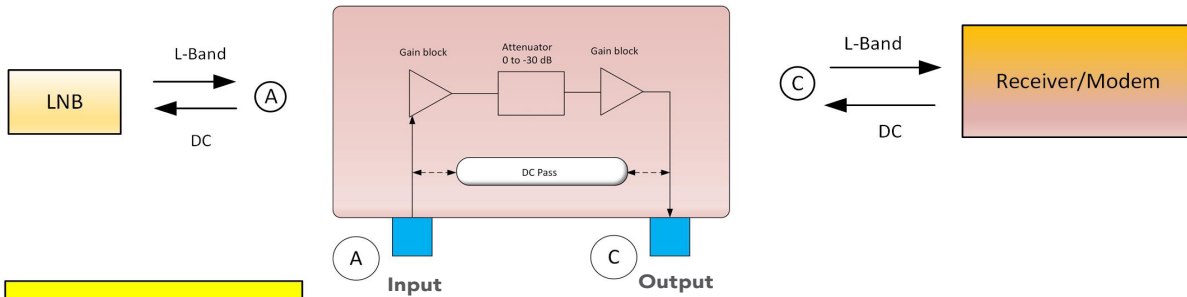 LNB
L-Band
DC
A
Gain block
Attenuator
0 to -30 dB
Gain block
DC Pass
A
Input
C
Output
C
L-Band
DC
Receiver/Modem